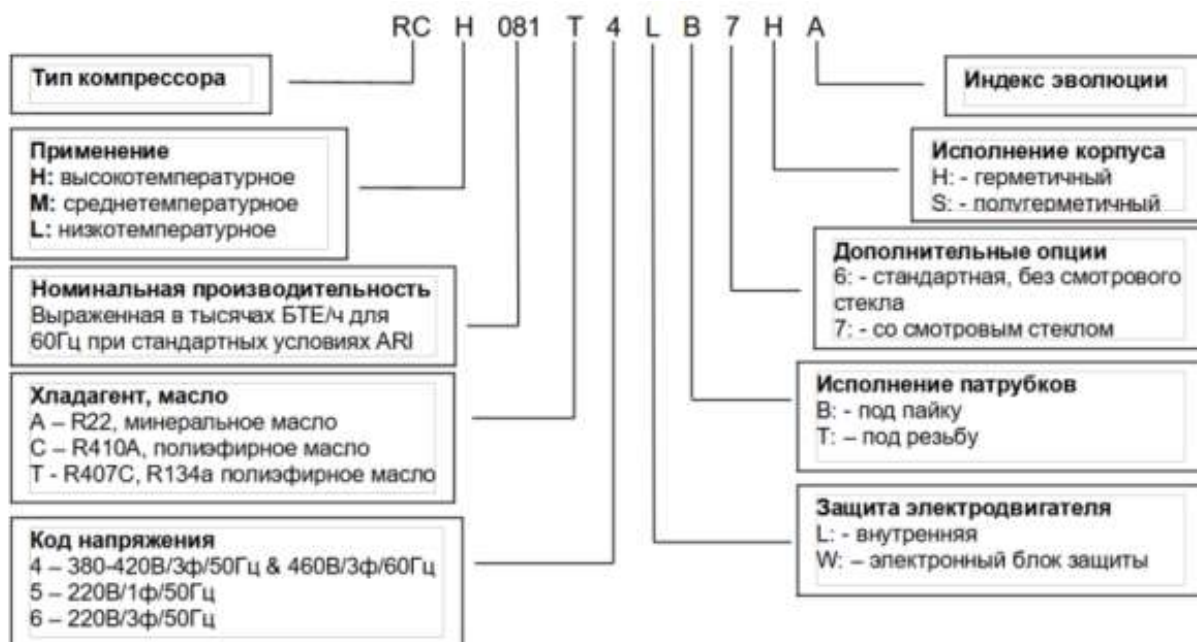 RC H 081 T 4 L B 7 H A
Тип компрессора
Применение
H: высокотемпературное
M: среднетемпературное
L: низкотемпературное
Номинальная производительность
Выраженная в тысячах БТЕ/ч для
60Гц при стандартных условиях ARI
Хладагент, масло
A – R22, минеральное масло
C – R410A, полиэфирное масло
T - R407C, R134a полиэфирное масло
Код напряжения
4 – 380-420В/3ф/50Гц & 460В/3ф/60Гц
5 – 220В/1ф/50Гц
6 – 220В/3ф/50Гц
Индекс эволюции
Исполнение корпуса
H: - герметичный
S: - полугерметичный
Дополнительные опции
6: - стандартная, без смотрового
стекла
7: - со смотровым стеклом
Исполнение патрубков
B: - под пайку
T: – под резьбу
Защита электродвигателя
L: - внутренняя
W: – электронный блок защиты